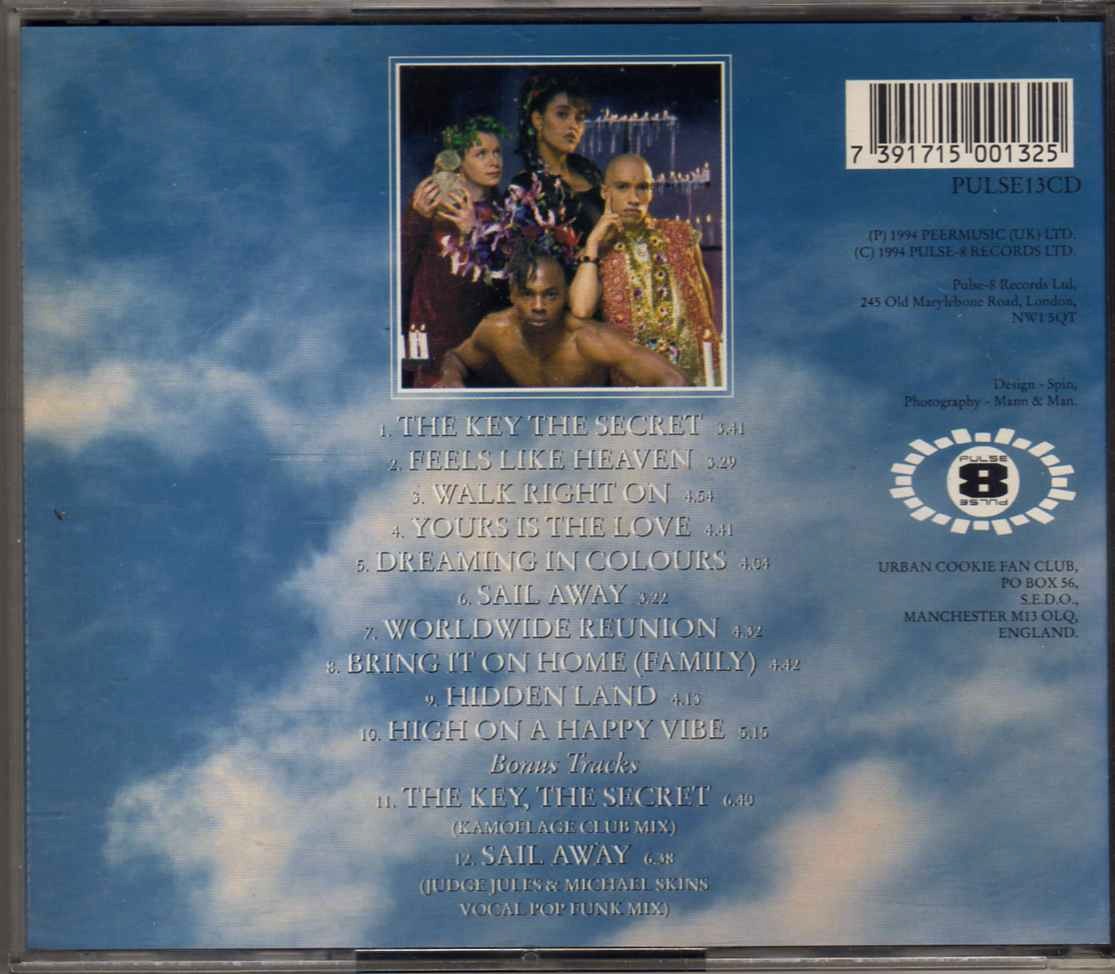 7 391715 001325
PULSE13CD
(P) 1994 PEERMUSIC (UK) LTD.
(C) 1994 PULSE-8 RECORDS LTD.
Pulse-8 Records Ltd,
245 Old Marylebone Road, London,
NW1 5QT
Design - Spin,
Photography - Mann & Man.
PULSE
8
PULSE
URBAN COOKIE FAN CLUB,
PO BOX 56,
S.E.D.O.,
MANCHESTER M13 OLQ,
ENGLAND.
1. THE KEY THE SECRET 3.41
2. FEELS LIKE HEAVEN 3.29
3. WALK RIGHT ON 4.54
4. YOURS IS THE LOVE 4.41
5. DREAMING IN COLOURS 4.04
6. SAIL AWAY 3.22
7. WORLDWIDE REUNION 4.32
8. BRING IT ON HOME (FAMILY) 4.42
9. HIDDEN LAND 4.15
10. HIGH ON A HAPPY VIBE 5.15
Bonus Tracks
11. THE KEY, THE SECRET 6.40
(KAMOFLAGE CLUB MIX)
12. SAIL AWAY 6.38
(JUDGE JULES & MICHAEL SKINS
VOCAL POP FUNK MIX)